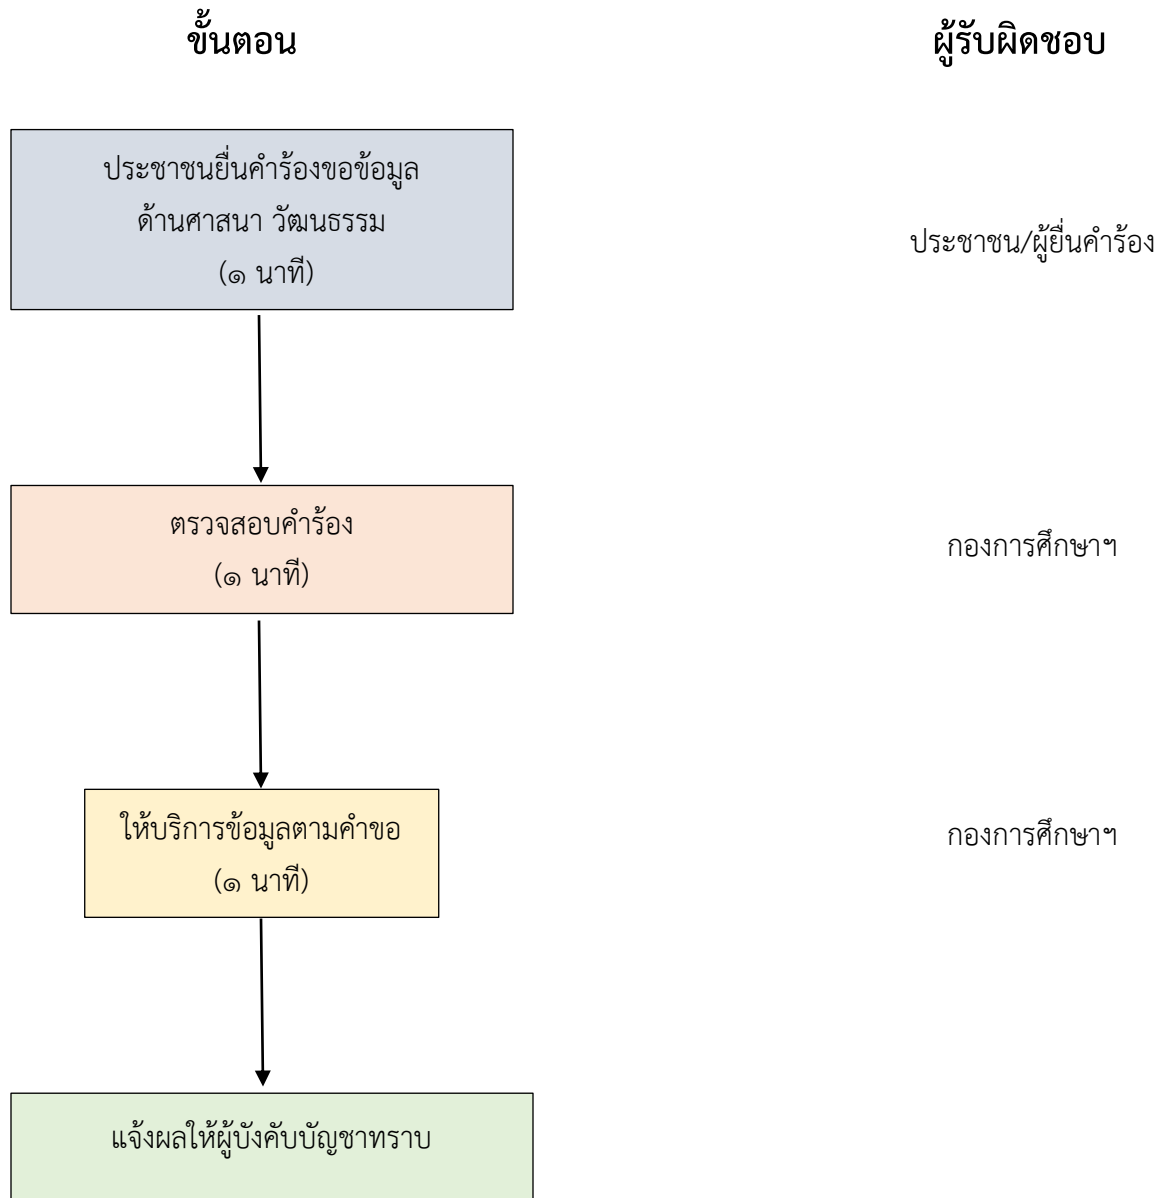 ขั้นตอน
ผู้รับผิดชอบ
ประชาชนยื่นคำร้องขอข้อมูล
ด้านศาสนา วัฒนธรรม
(๑ นาที)
ประชาชน/ผู้ยื่นคำร้อง
ตรวจสอบคำร้อง
(๑ นาที)
กองการศึกษาฯ
ให้บริการข้อมูลตามคำขอ
(๑ นาที)
กองการศึกษาฯ
แจ้งผลให้ผู้บังคับบัญชาทราบ